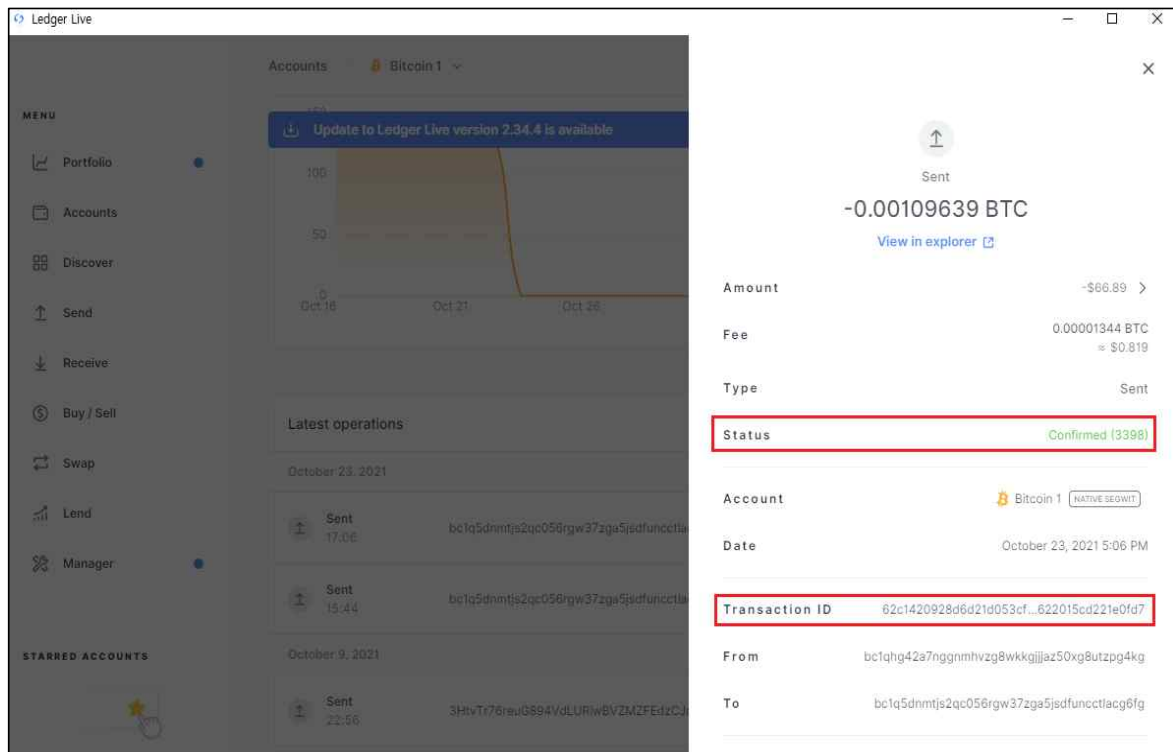 Ledger Live
Accounts
Bitcoin 1
MENU
Update to Ledger Live version 2.34.4 is available
Portfolio
Accounts
Discover
Send
Receive
Buy / Sell
Swap
Lend
Manager
STARRED ACCOUNTS
100
50
0
Oct 16
Oct 21
Oct 26
Latest operations
October 23, 2021
Sent
17:06
bc1q5dnmtjs2qc056rgw37zga5jsdfuncctla
Sent
15:44
bc1q5dnmtjs2qc056rgw37zga5jsdfuncctla
October 9, 2021
Sent
22:56
Sent
-0.00109639 BTC
View in explorer
Amount -$66.89
Fee 0.00001344 BTC
≈ $0.819
Type Sent
Status Confirmed (3398)
Account Bitcoin 1 NATIVE SEGWIT
Date October 23, 2021 5:06 PM
Transaction ID 62c1420928d6d21d053cf...622015cd221e0fd7
From bc1qhg42a7nggnmhvzg8wkkgjjjaz50xg8utzpg4kg
To bc1q5dnmtjs2qc056rgw37zga5jsdfuncctlacg6fg